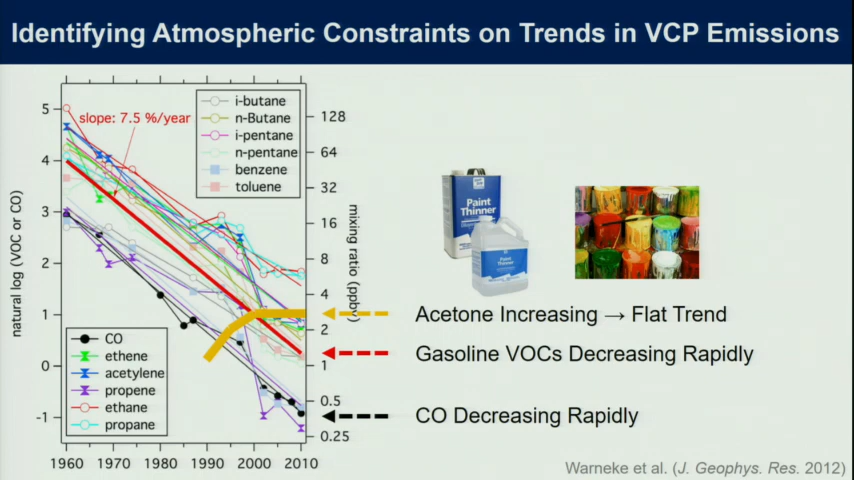 Identifying Atmospheric Constraints on Trends in VCP Emissions
slope: 7.5 %/year
i-butane
n-Butane
i-pentane
n-pentane
benzene
toluene
5
4
3
2
1
0
-1
natural log (VOC or CO)
128
64
32
16
8
4
2
1
0.5
0.25
mixing ratio (ppbv)
CO
ethene
acetylene
propene
ethane
propane
1960
1970
1980
1990
2000
2010
Paint
Thinner
Paint
Thinner
Acetone Increasing → Flat Trend
Gasoline VOCs Decreasing Rapidly
CO Decreasing Rapidly
Warneke et al. (J. Geophys. Res. 2012)